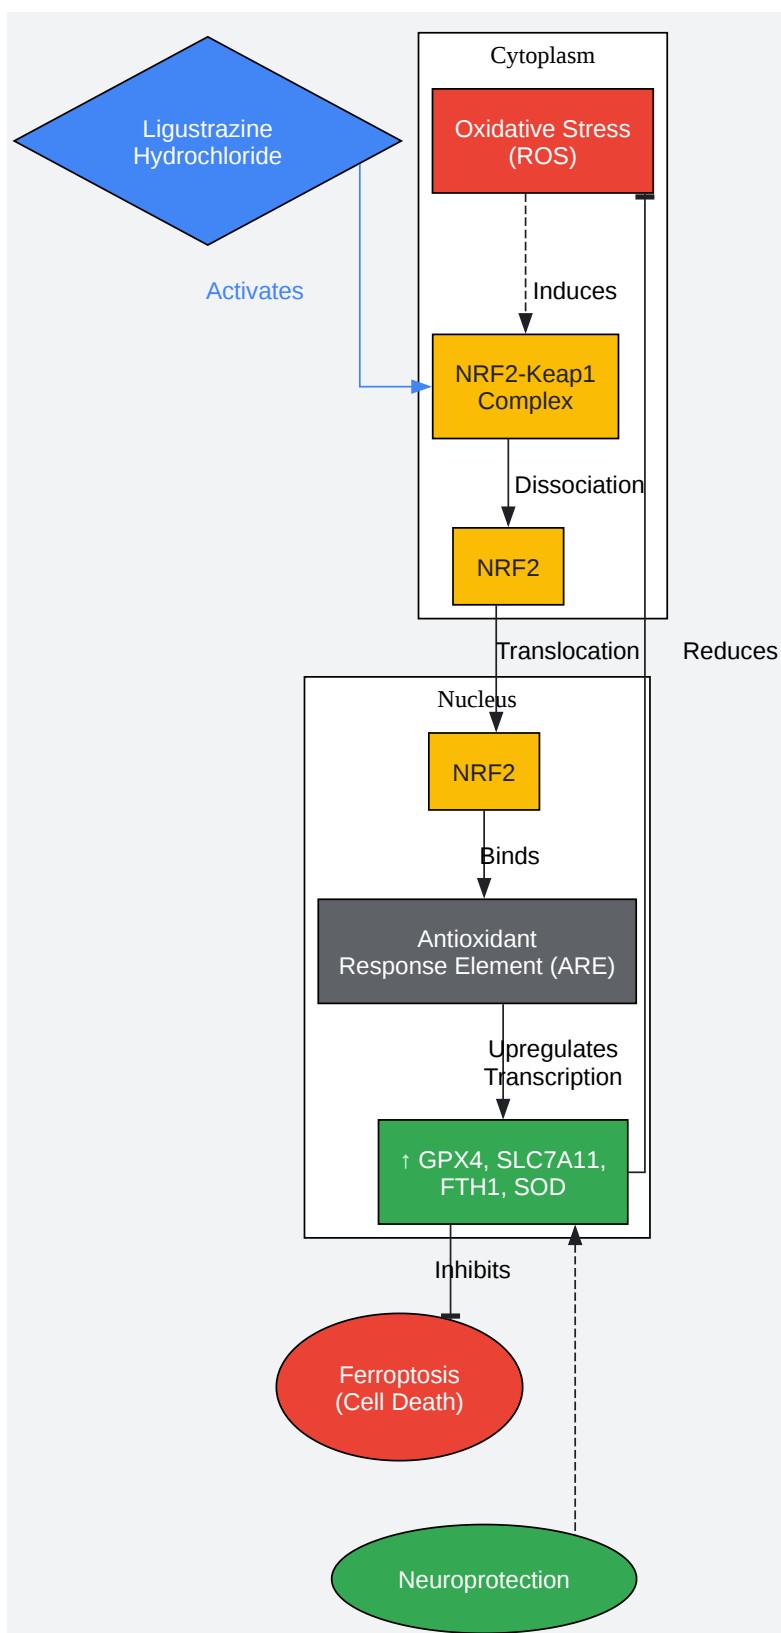 Cytoplasm
Ligustrazine
Hydrochloride
Oxidative Stress
(ROS)
Activates
Induces
NRF2-Keap1
Complex
Dissociation
NRF2
Translocation
Reduces
Nucleus
NRF2
Binds
Antioxidant
Response Element (ARE)
Upregulates
Transcription
↑ GPX4, SLC7A11,
FTH1, SOD
Inhibits
Ferroptosis
(Cell Death)
Neuroprotection